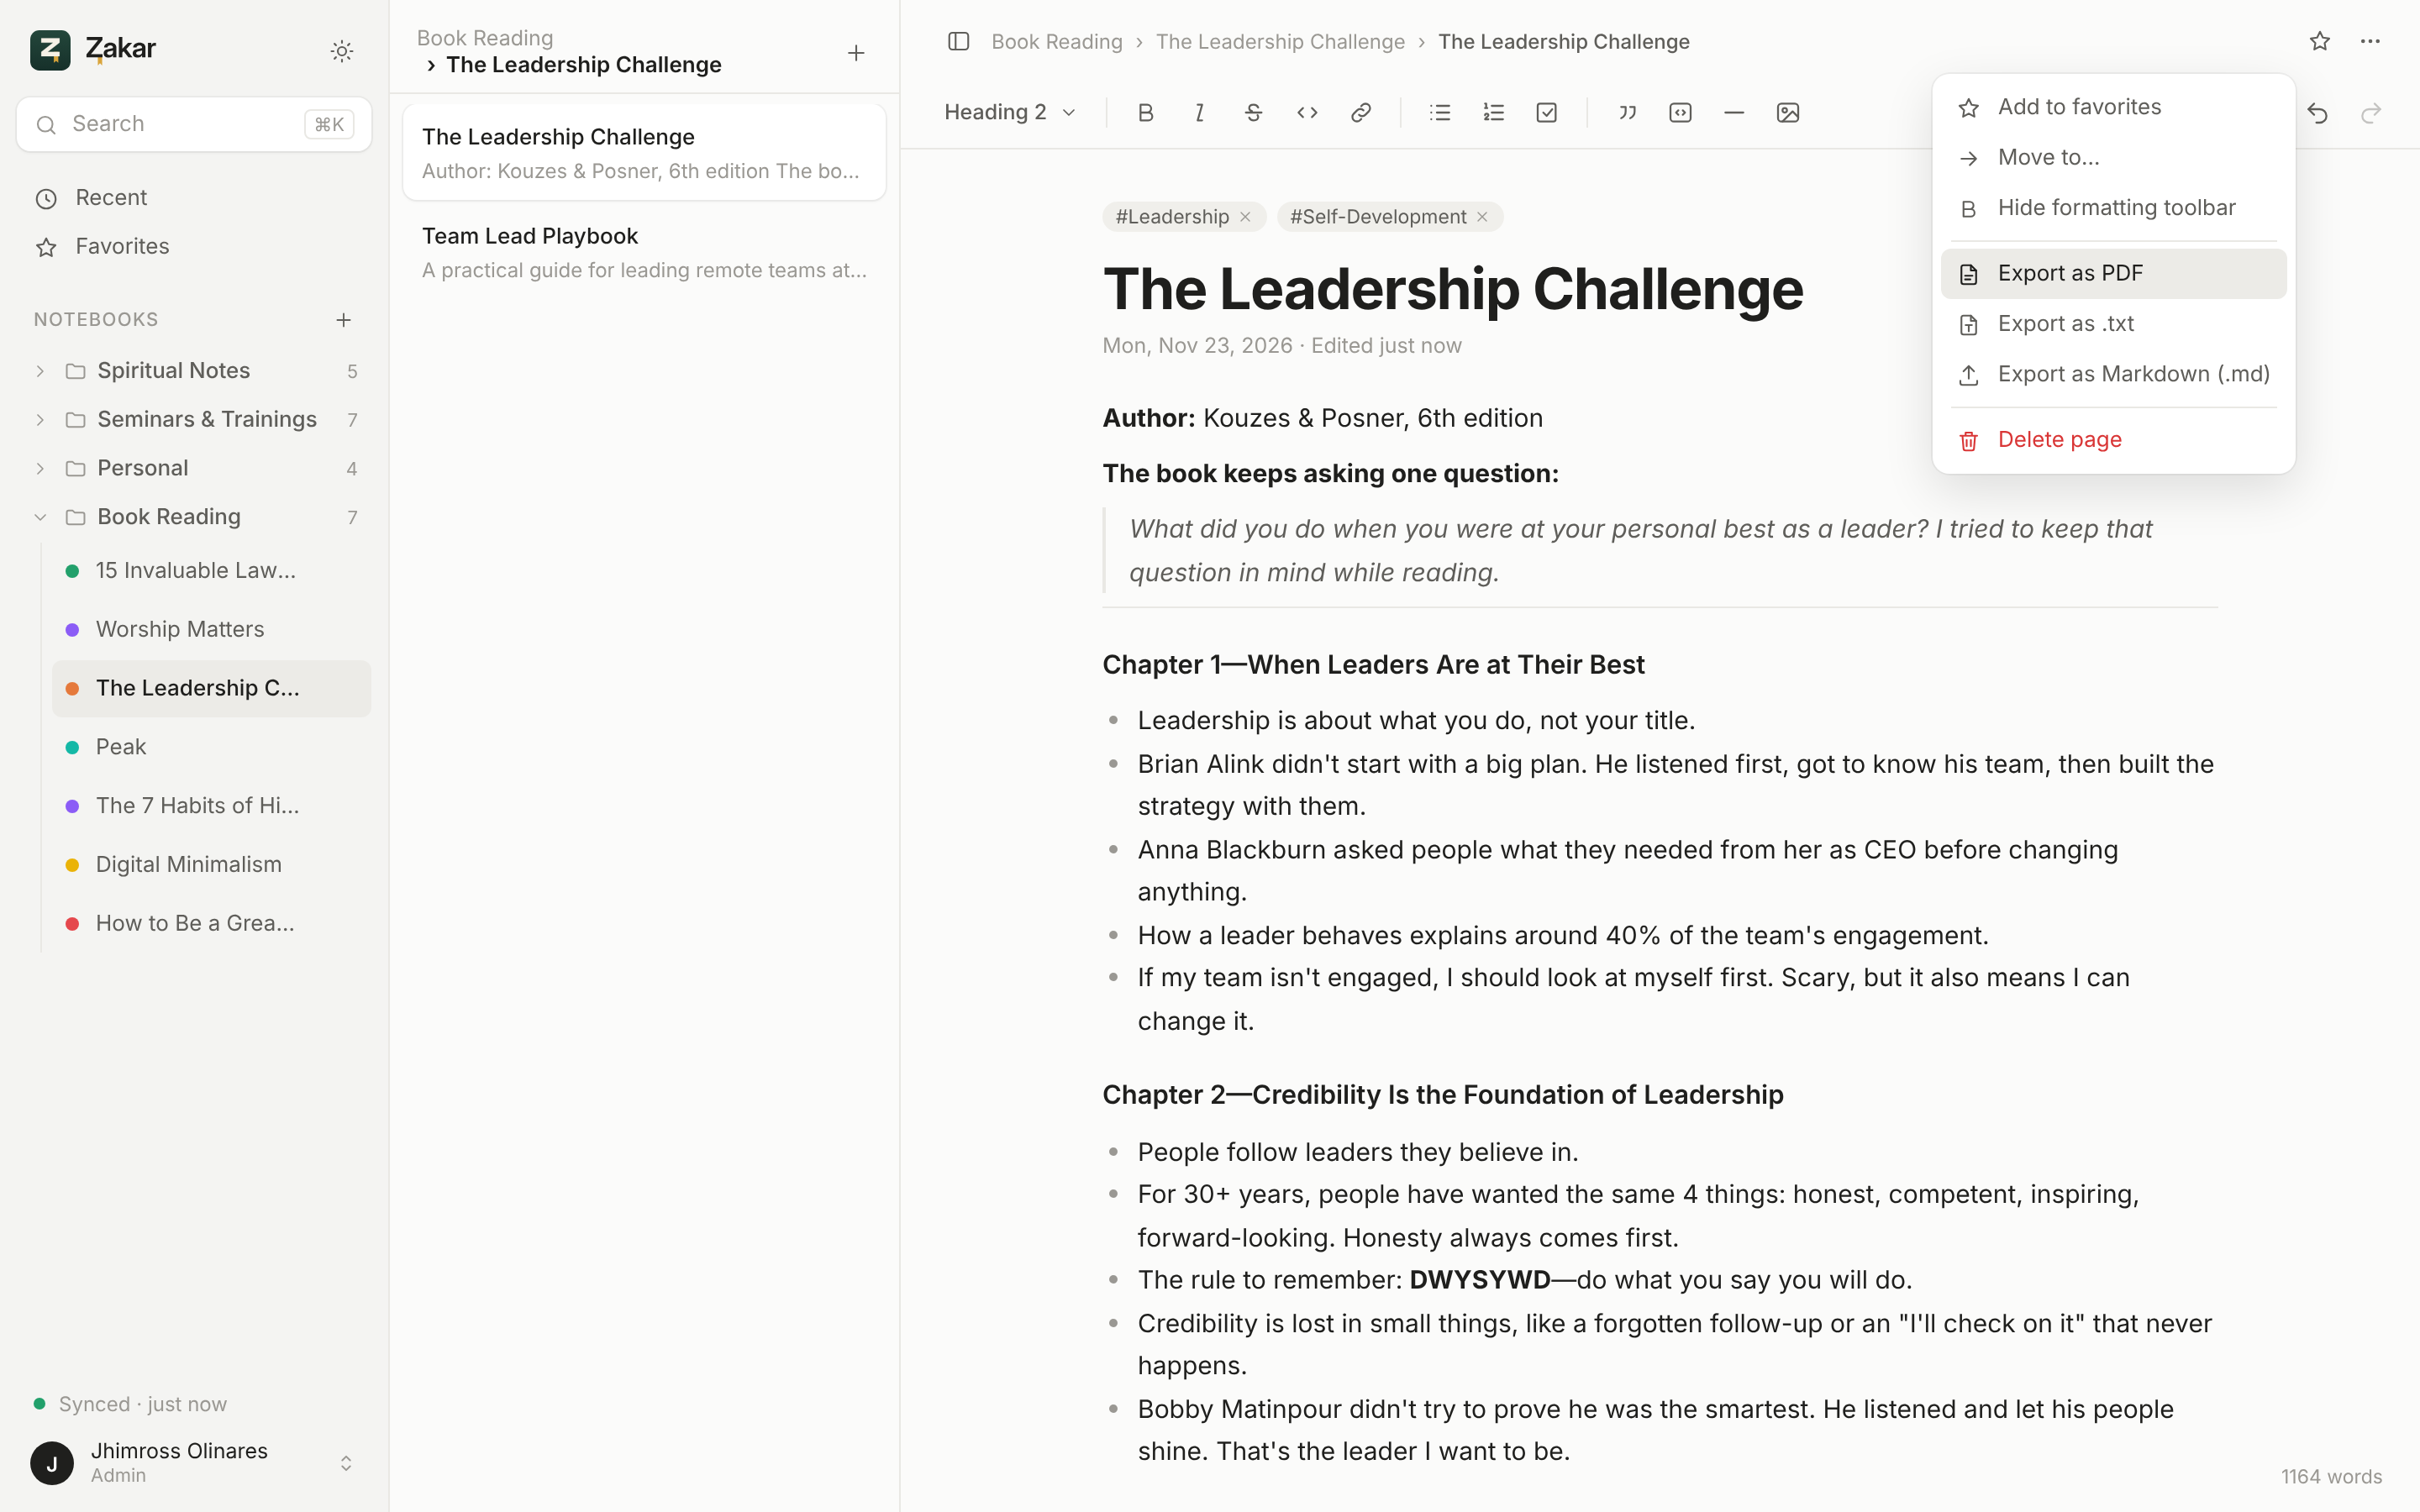 Zakar
Search ⌘K
Recent
Favorites
NOTEBOOKS
Spiritual Notes 5
Seminars & Trainings 7
Personal 4
Book Reading 7
15 Invaluable Law...
Worship Matters
The Leadership C...
Peak
The 7 Habits of Hi...
Digital Minimalism
How to Be a Grea...
Synced · just now
J
Jhimross Olinares
Admin
Book Reading
› The Leadership Challenge
The Leadership Challenge
Author: Kouzes & Posner, 6th edition The bo...
Team Lead Playbook
A practical guide for leading remote teams at...
Book Reading › The Leadership Challenge › The Leadership Challenge
Heading 2
Add to favorites
Move to...
Hide formatting toolbar
Export as PDF
Export as .txt
Export as Markdown (.md)
Delete page
#Leadership × #Self-Development ×
The Leadership Challenge
Mon, Nov 23, 2026 · Edited just now
Author: Kouzes & Posner, 6th edition
The book keeps asking one question:
What did you do when you were at your personal best as a leader? I tried to keep that
question in mind while reading.
Chapter 1—When Leaders Are at Their Best
• Leadership is about what you do, not your title.
• Brian Alink didn't start with a big plan. He listened first, got to know his team, then built the
strategy with them.
• Anna Blackburn asked people what they needed from her as CEO before changing
anything.
• How a leader behaves explains around 40% of the team's engagement.
• If my team isn't engaged, I should look at myself first. Scary, but it also means I can
change it.
Chapter 2—Credibility Is the Foundation of Leadership
• People follow leaders they believe in.
• For 30+ years, people have wanted the same 4 things: honest, competent, inspiring,
forward-looking. Honesty always comes first.
• The rule to remember: DWYSYWD—do what you say you will do.
• Credibility is lost in small things, like a forgotten follow-up or an "I'll check on it" that never
happens.
• Bobby Matinpour didn't try to prove he was the smartest. He listened and let his people
shine. That's the leader I want to be.
1164 words